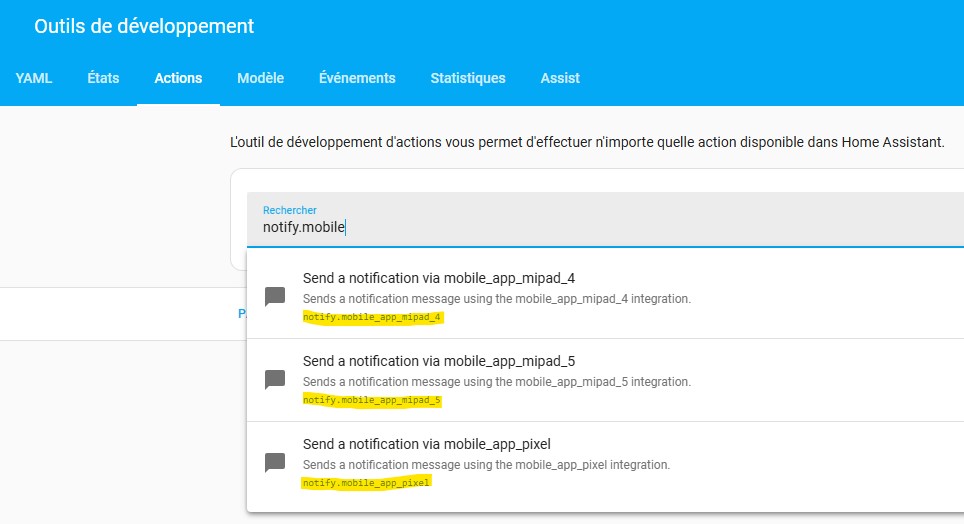 Outils de développement
YAML États Actions Modèle Événements Statistiques Assist
L'outil de développement d'actions vous permet d'effectuer n'importe quelle action disponible dans Home Assistant.
Rechercher
notify.mobile
Send a notification via mobile_app_mipad_4
Sends a notification message using the mobile_app_mipad_4 integration.
notify.mobile_app_mipad_4
Send a notification via mobile_app_mipad_5
Sends a notification message using the mobile_app_mipad_5 integration.
notify.mobile_app_mipad_5
Send a notification via mobile_app_pixel
Sends a notification message using the mobile_app_pixel integration.
notify.mobile_app_pixel